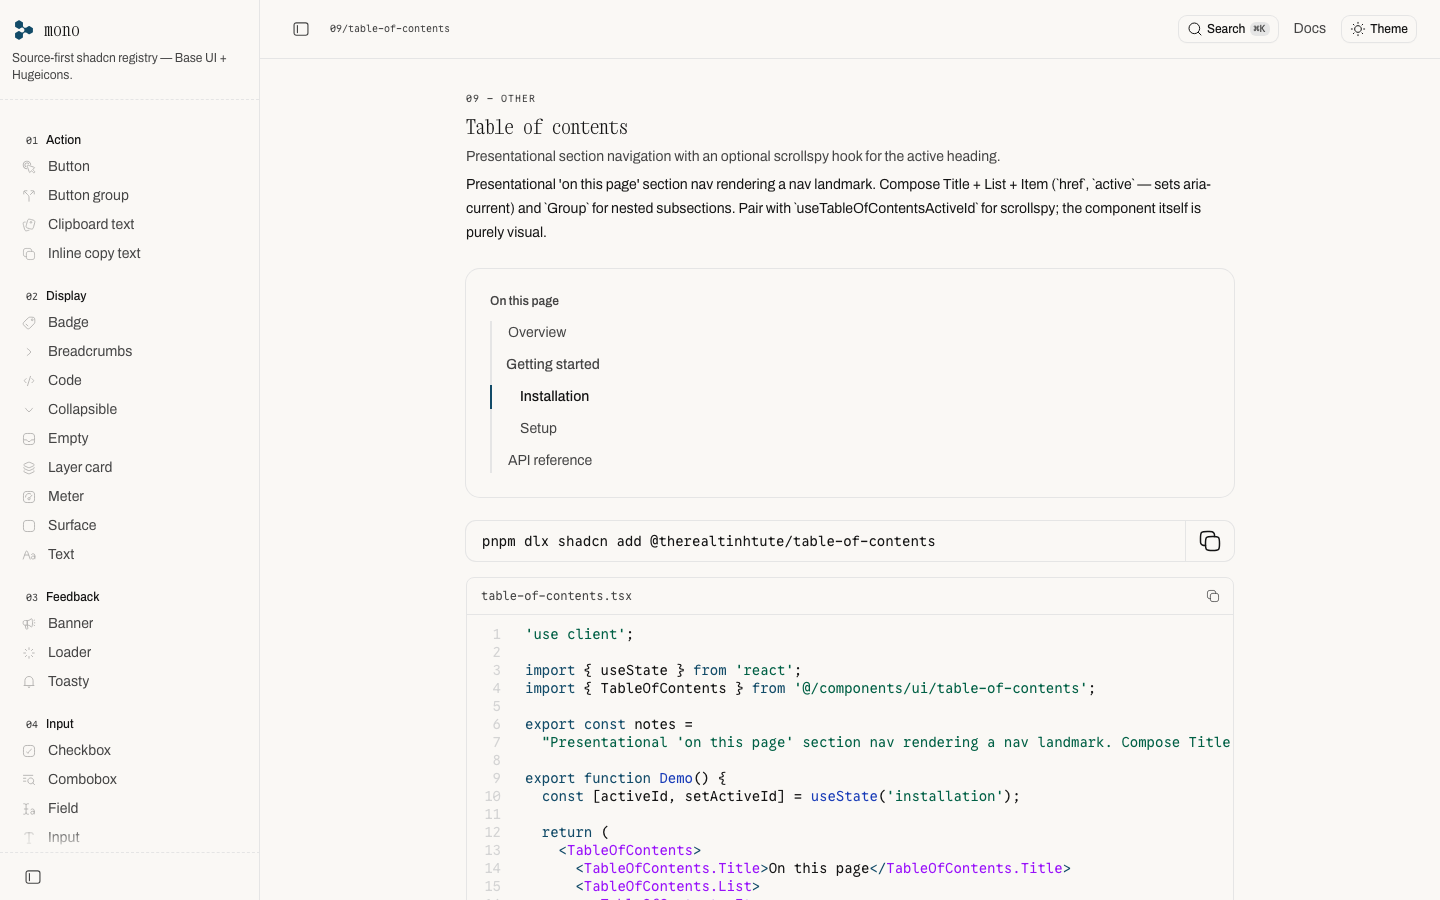 mono
Source-first shadcn registry — Base UI +
Hugeicons.
01 Action
Button
Button group
Clipboard text
Inline copy text
02 Display
Badge
Breadcrumbs
Code
Collapsible
Empty
Layer card
Meter
Surface
Text
03 Feedback
Banner
Loader
Toasty
04 Input
Checkbox
Combobox
Field
Input
09/table-of-contents
Search ⌘K
Docs
Theme
09 — OTHER
Table of contents
Presentational section navigation with an optional scrollspy hook for the active heading.
Presentational 'on this page' section nav rendering a nav landmark. Compose Title + List + Item (`href`, `active` — sets aria-
current) and `Group` for nested subsections. Pair with `useTableOfContentsActiveId` for scrollspy; the component itself is
purely visual.
On this page
Overview
Getting started
Installation
Setup
API reference
pnpm dlx shadcn add @therealtinhtute/table-of-contents
table-of-contents.tsx
1 'use client';
2
3 import { useState } from 'react';
4 import { TableOfContents } from '@/components/ui/table-of-contents';
5
6 export const notes =
7 "Presentational 'on this page' section nav rendering a nav landmark. Compose Title
8
9 export function Demo() {
10 const [activeId, setActiveId] = useState('installation');
11
12 return (
13 <TableOfContents>
14 <TableOfContents.Title>On this page</TableOfContents.Title>
15 <TableOfContents.List>